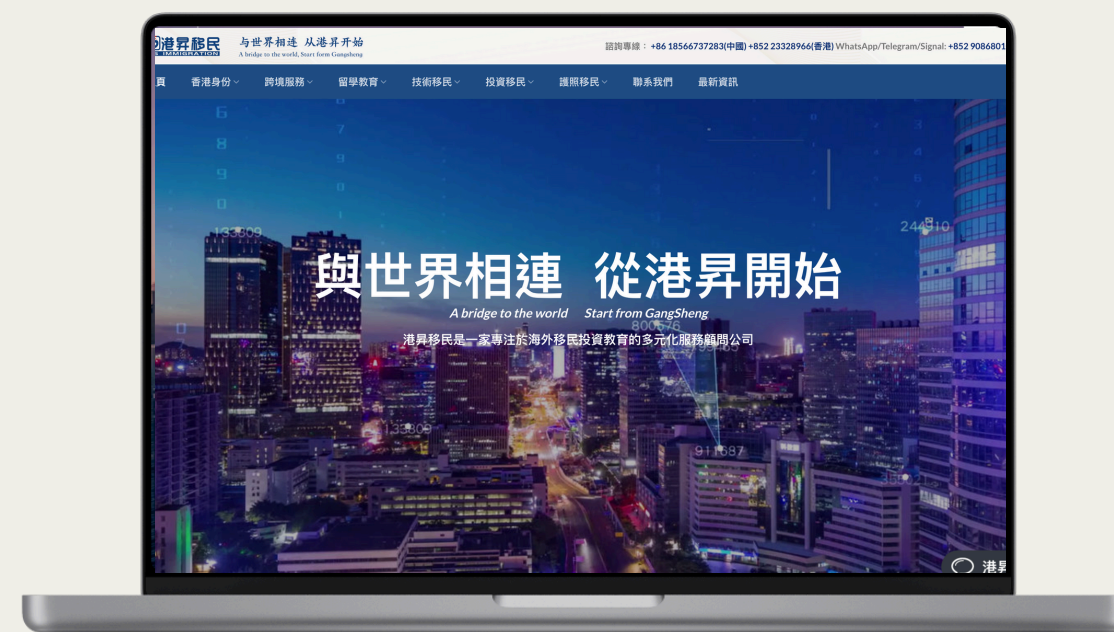 港昇移民
IMMIGRATION
与世界相连 从港昇开始
A bridge to the world, Start form Gangsheng
諮詢專線： +86 18566737283(中國) +852 23328966(香港) WhatsApp/Telegram/Signal: +852 9086801
頁 香港身份 跨境服務 留學教育 技術移民 投資移民 護照移民 聯系我們 最新資訊
133809
244910
與世界相連 從港昇開始
A bridge to the world Start from GangSheng
800576
港昇移民是一家專注於海外移民投資教育的多元化服務顧問公司
133809
911687
港昇